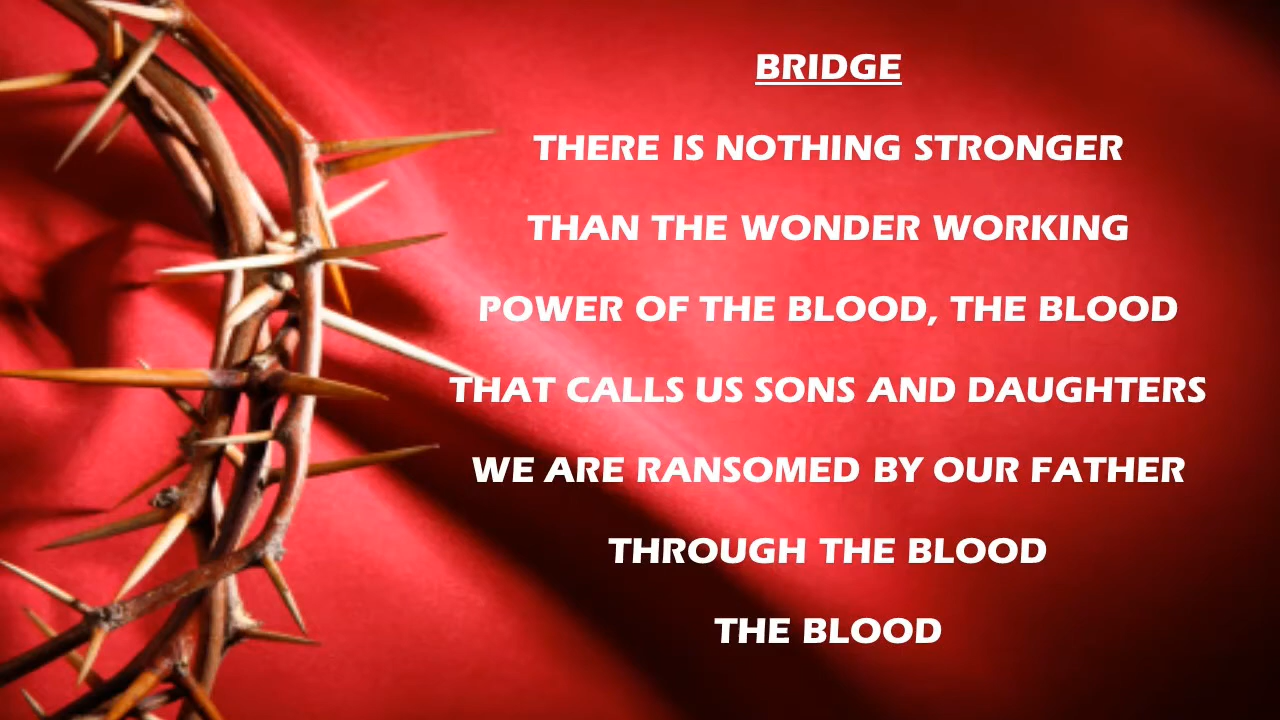 BRIDGE
THERE IS NOTHING STRONGER
THAN THE WONDER WORKING
POWER OF THE BLOOD, THE BLOOD
THAT CALLS US SONS AND DAUGHTERS
WE ARE RANSOMED BY OUR FATHER
THROUGH THE BLOOD
THE BLOOD